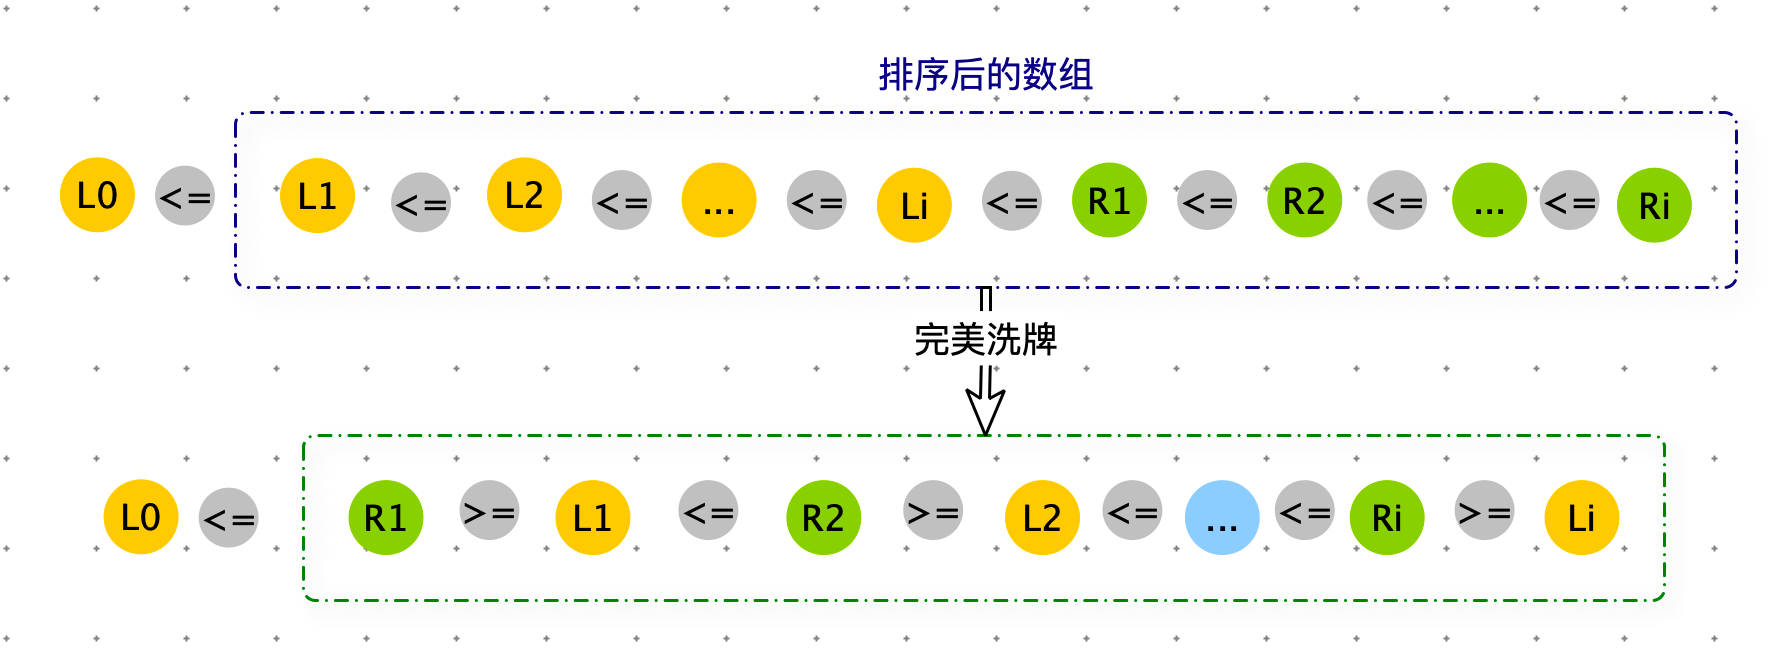 排序后的数组
L0 <= L1 <= L2 <= ... <= Li <= R1 <= R2 <= ... <= Ri
完美洗牌
L0 <= R1 >= L1 <= R2 >= L2 <= ... <= Ri >= Li